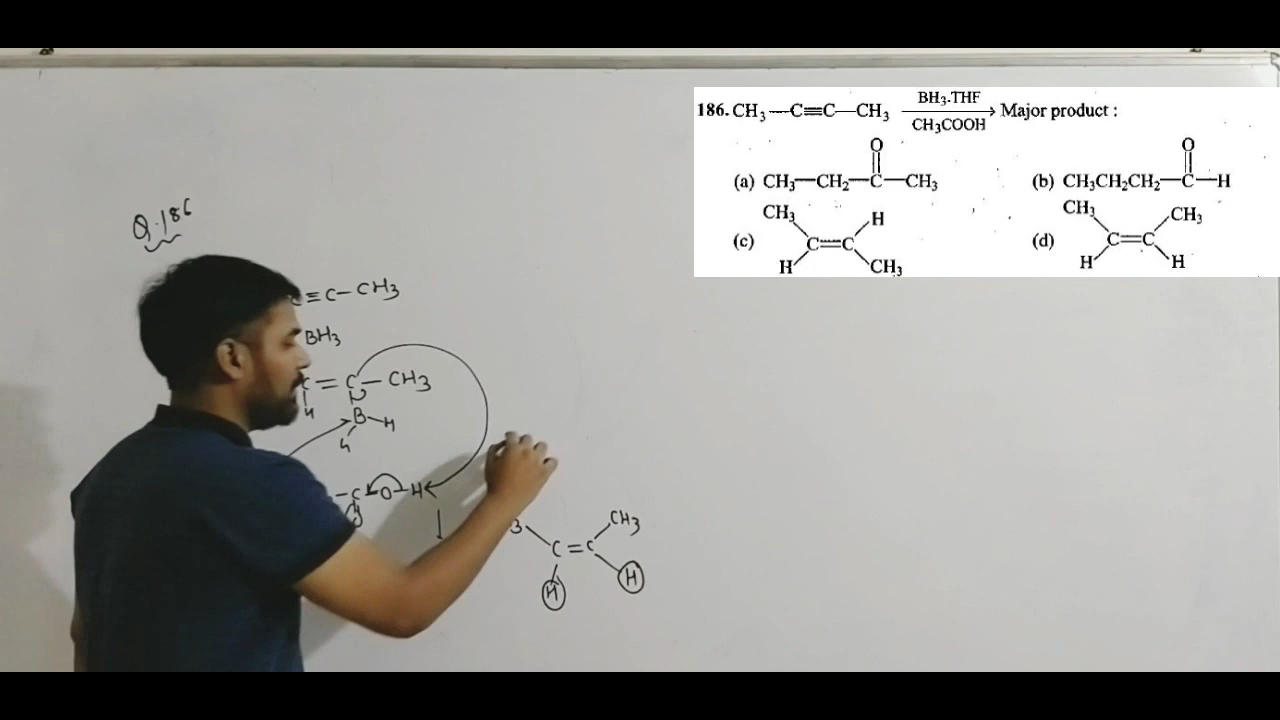 186. CH₃—C≡C—CH₃ BH₃.THF / CH₃COOH → Major product :
(a) CH₃—CH₂—C(=O)—CH₃
(b) CH₃CH₂CH₂—C(=O)—H
(c) CH₃ H
C=C
H CH₃
(d) CH₃ CH₃
C=C
H H
Q.186
C≡C—CH₃
BH₃
C=C—CH₃
H B—H
H
—C—O—H
3 CH₃
C=C
H H